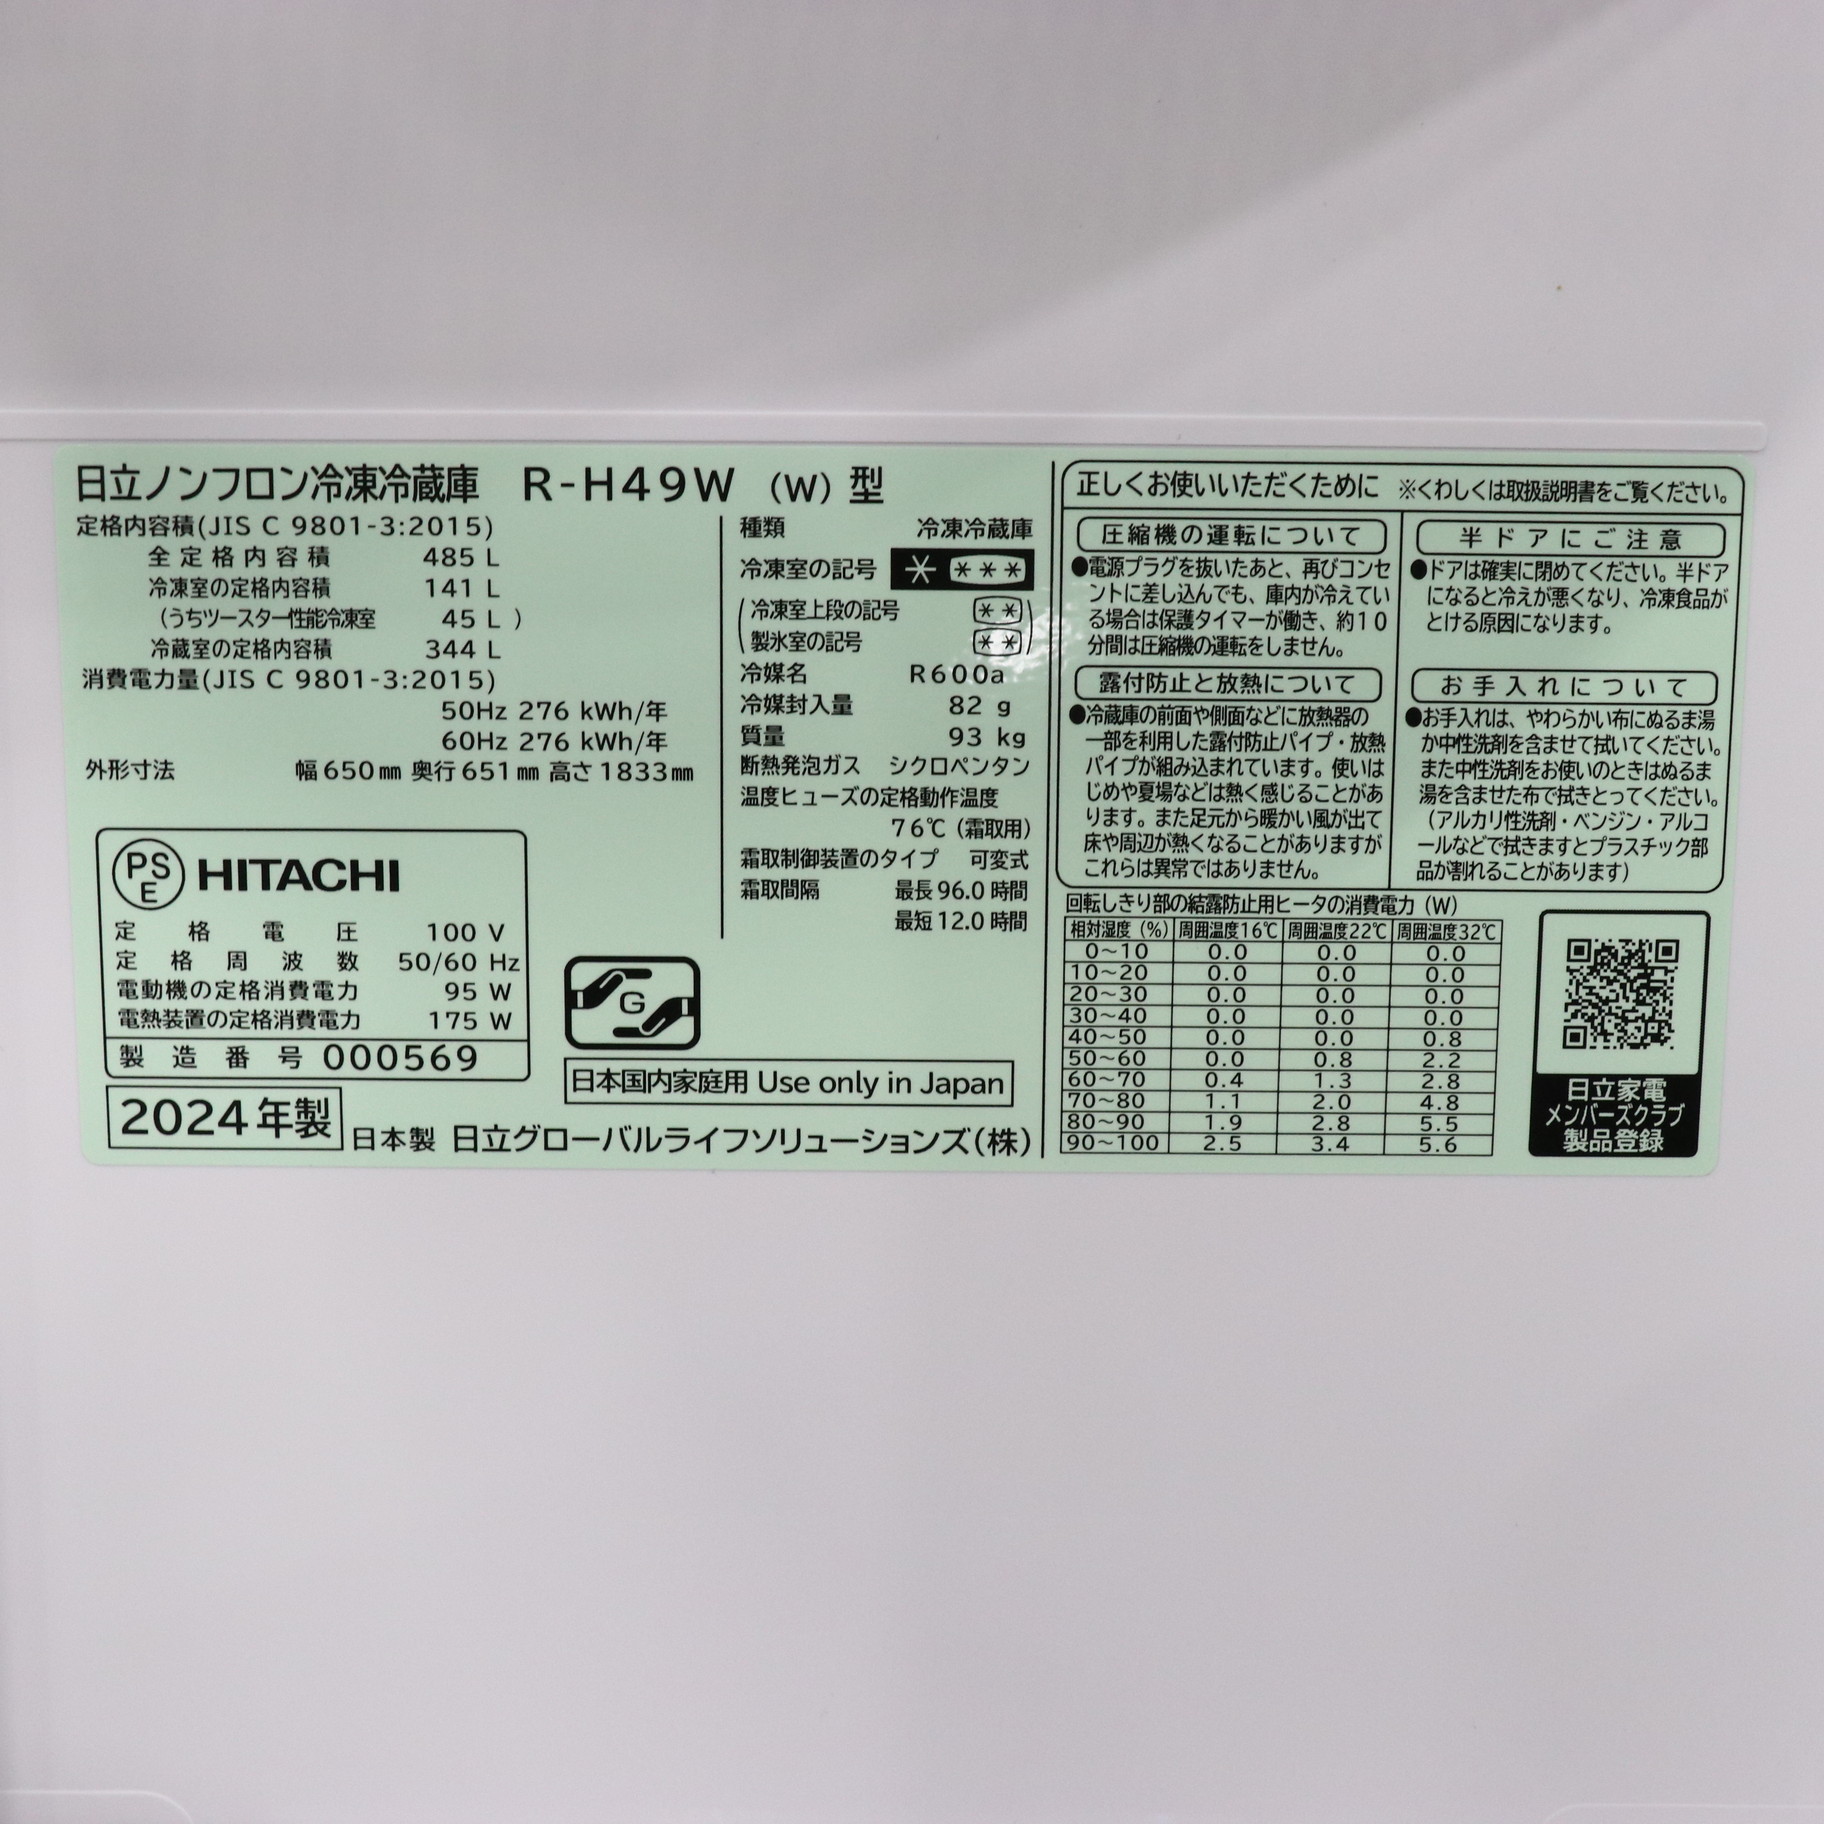 日立ノンフロン冷凍冷蔵庫 R-H49W (W) 型
定格内容積(JIS C 9801-3:2015)
全定格内容積 485 L
冷凍室の定格内容積 141 L
(うちツースター性能冷凍室 45 L )
冷蔵室の定格内容積 344 L
消費電力量(JIS C 9801-3:2015)
50Hz 276 kWh/年
60Hz 276 kWh/年
外形寸法 幅650㎜ 奥行651㎜ 高さ1833㎜
PS
E
HITACHI
定格電圧 100 V
定格周波数 50/60 Hz
電動機の定格消費電力 95 W
電熱装置の定格消費電力 175 W
製造番号 000569
2024年製
日本製 日立グローバルライフソリューションズ(株)
G
日本国内家庭用 Use only in Japan
種類 冷凍冷蔵庫
冷凍室の記号 * ***
(冷凍室上段の記号 **)
(製氷室の記号 **)
冷媒名 R600a
冷媒封入量 82 g
質量 93 kg
断熱発泡ガス シクロペンタン
温度ヒューズの定格動作温度
76℃(霜取用)
霜取制御装置のタイプ 可変式
霜取間隔 最長96.0時間
最短12.0時間
正しくお使いいただくために ※くわしくは取扱説明書をご覧ください。
圧縮機の運転について
●電源プラグを抜いたあと、再びコンセ
ントに差し込んでも、庫内が冷えてい
る場合は保護タイマーが働き、約10
分間は圧縮機の運転をしません。
露付防止と放熱について
●冷蔵庫の前面や側面などに放熱器の
一部を利用した露付防止パイプ・放熱
パイプが組み込まれています。使いは
じめや夏場などは熱く感じることがあ
ります。また足元から暖かい風が出て
床や周辺が熱くなることがありますが
これらは異常ではありません。
半ドアにご注意
●ドアは確実に閉めてください。半ドア
になると冷えが悪くなり、冷凍食品が
とける原因になります。
お手入れについて
●お手入れは、やわらかい布にぬるま湯
か中性洗剤を含ませて拭いてください。
また中性洗剤をお使いのときはぬるま
湯を含ませた布で拭きとってください。
(アルカリ性洗剤・ベンジン・アルコ
ールなどで拭きますとプラスチック部
品が割れることがあります)
回転しきり部の結露防止用ヒータの消費電力(W)
相対湿度(%) 周囲温度16℃ 周囲温度22℃ 周囲温度32℃
0~10 0.0 0.0 0.0
10~20 0.0 0.0 0.0
20~30 0.0 0.0 0.0
30~40 0.0 0.0 0.0
40~50 0.0 0.0 0.8
50~60 0.0 0.8 2.2
60~70 0.4 1.3 2.8
70~80 1.1 2.0 4.8
80~90 1.9 2.8 5.5
90~100 2.5 3.4 5.6
日立家電
メンバーズクラブ
製品登録